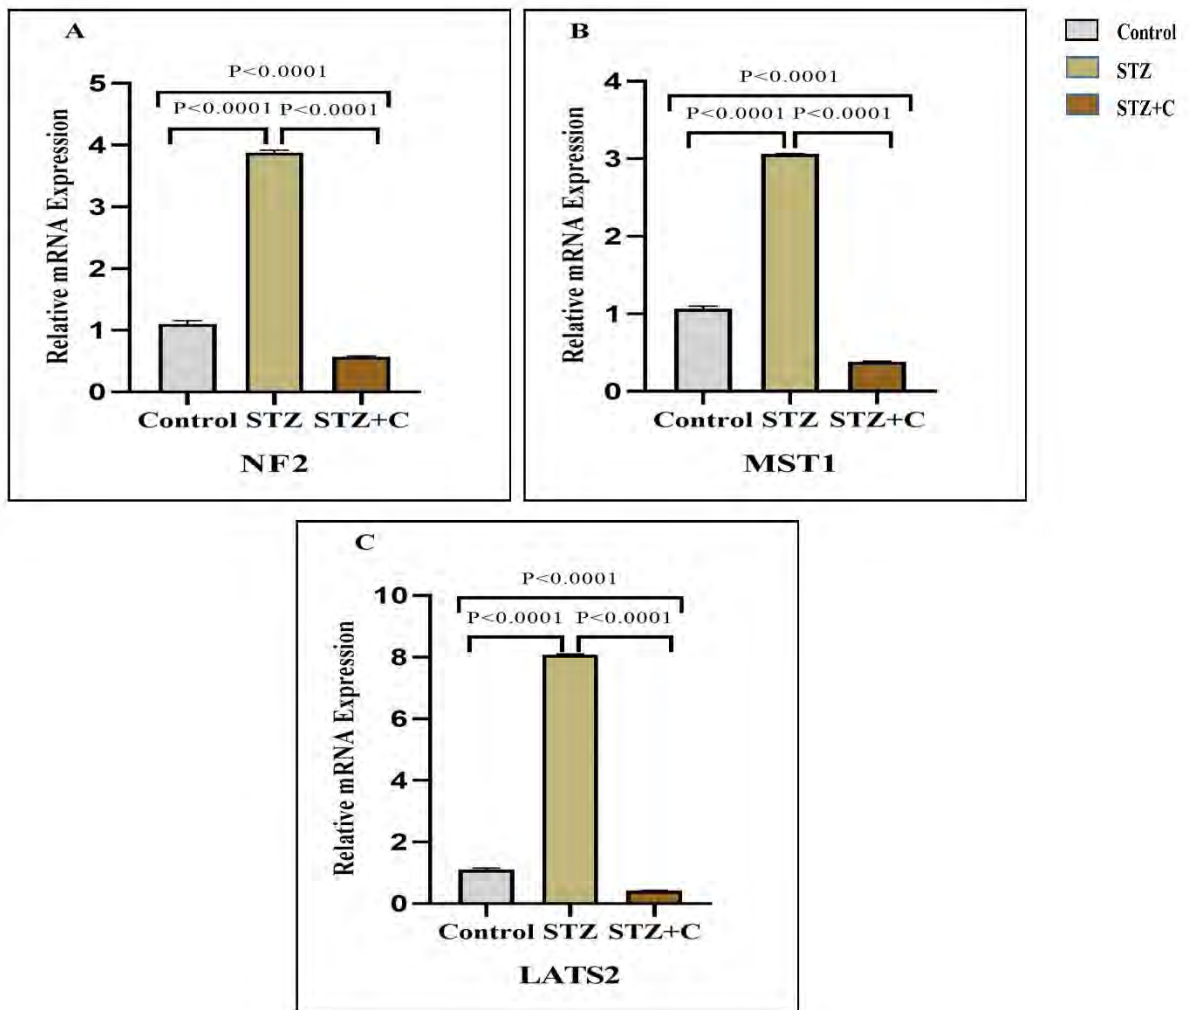 A
P<0.0001
P<0.0001 P<0.0001
5
4
3
2
1
0
Relative mRNA Expression
Control STZ STZ+C
NF2
B
P<0.0001
P<0.0001 P<0.0001
4
3
2
1
0
Relative mRNA Expression
Control STZ STZ+C
MST1
Control
STZ
STZ+C
C
P<0.0001
P<0.0001 P<0.0001
10
8
6
4
2
0
Relative mRNA Expression
Control STZ STZ+C
LATS2